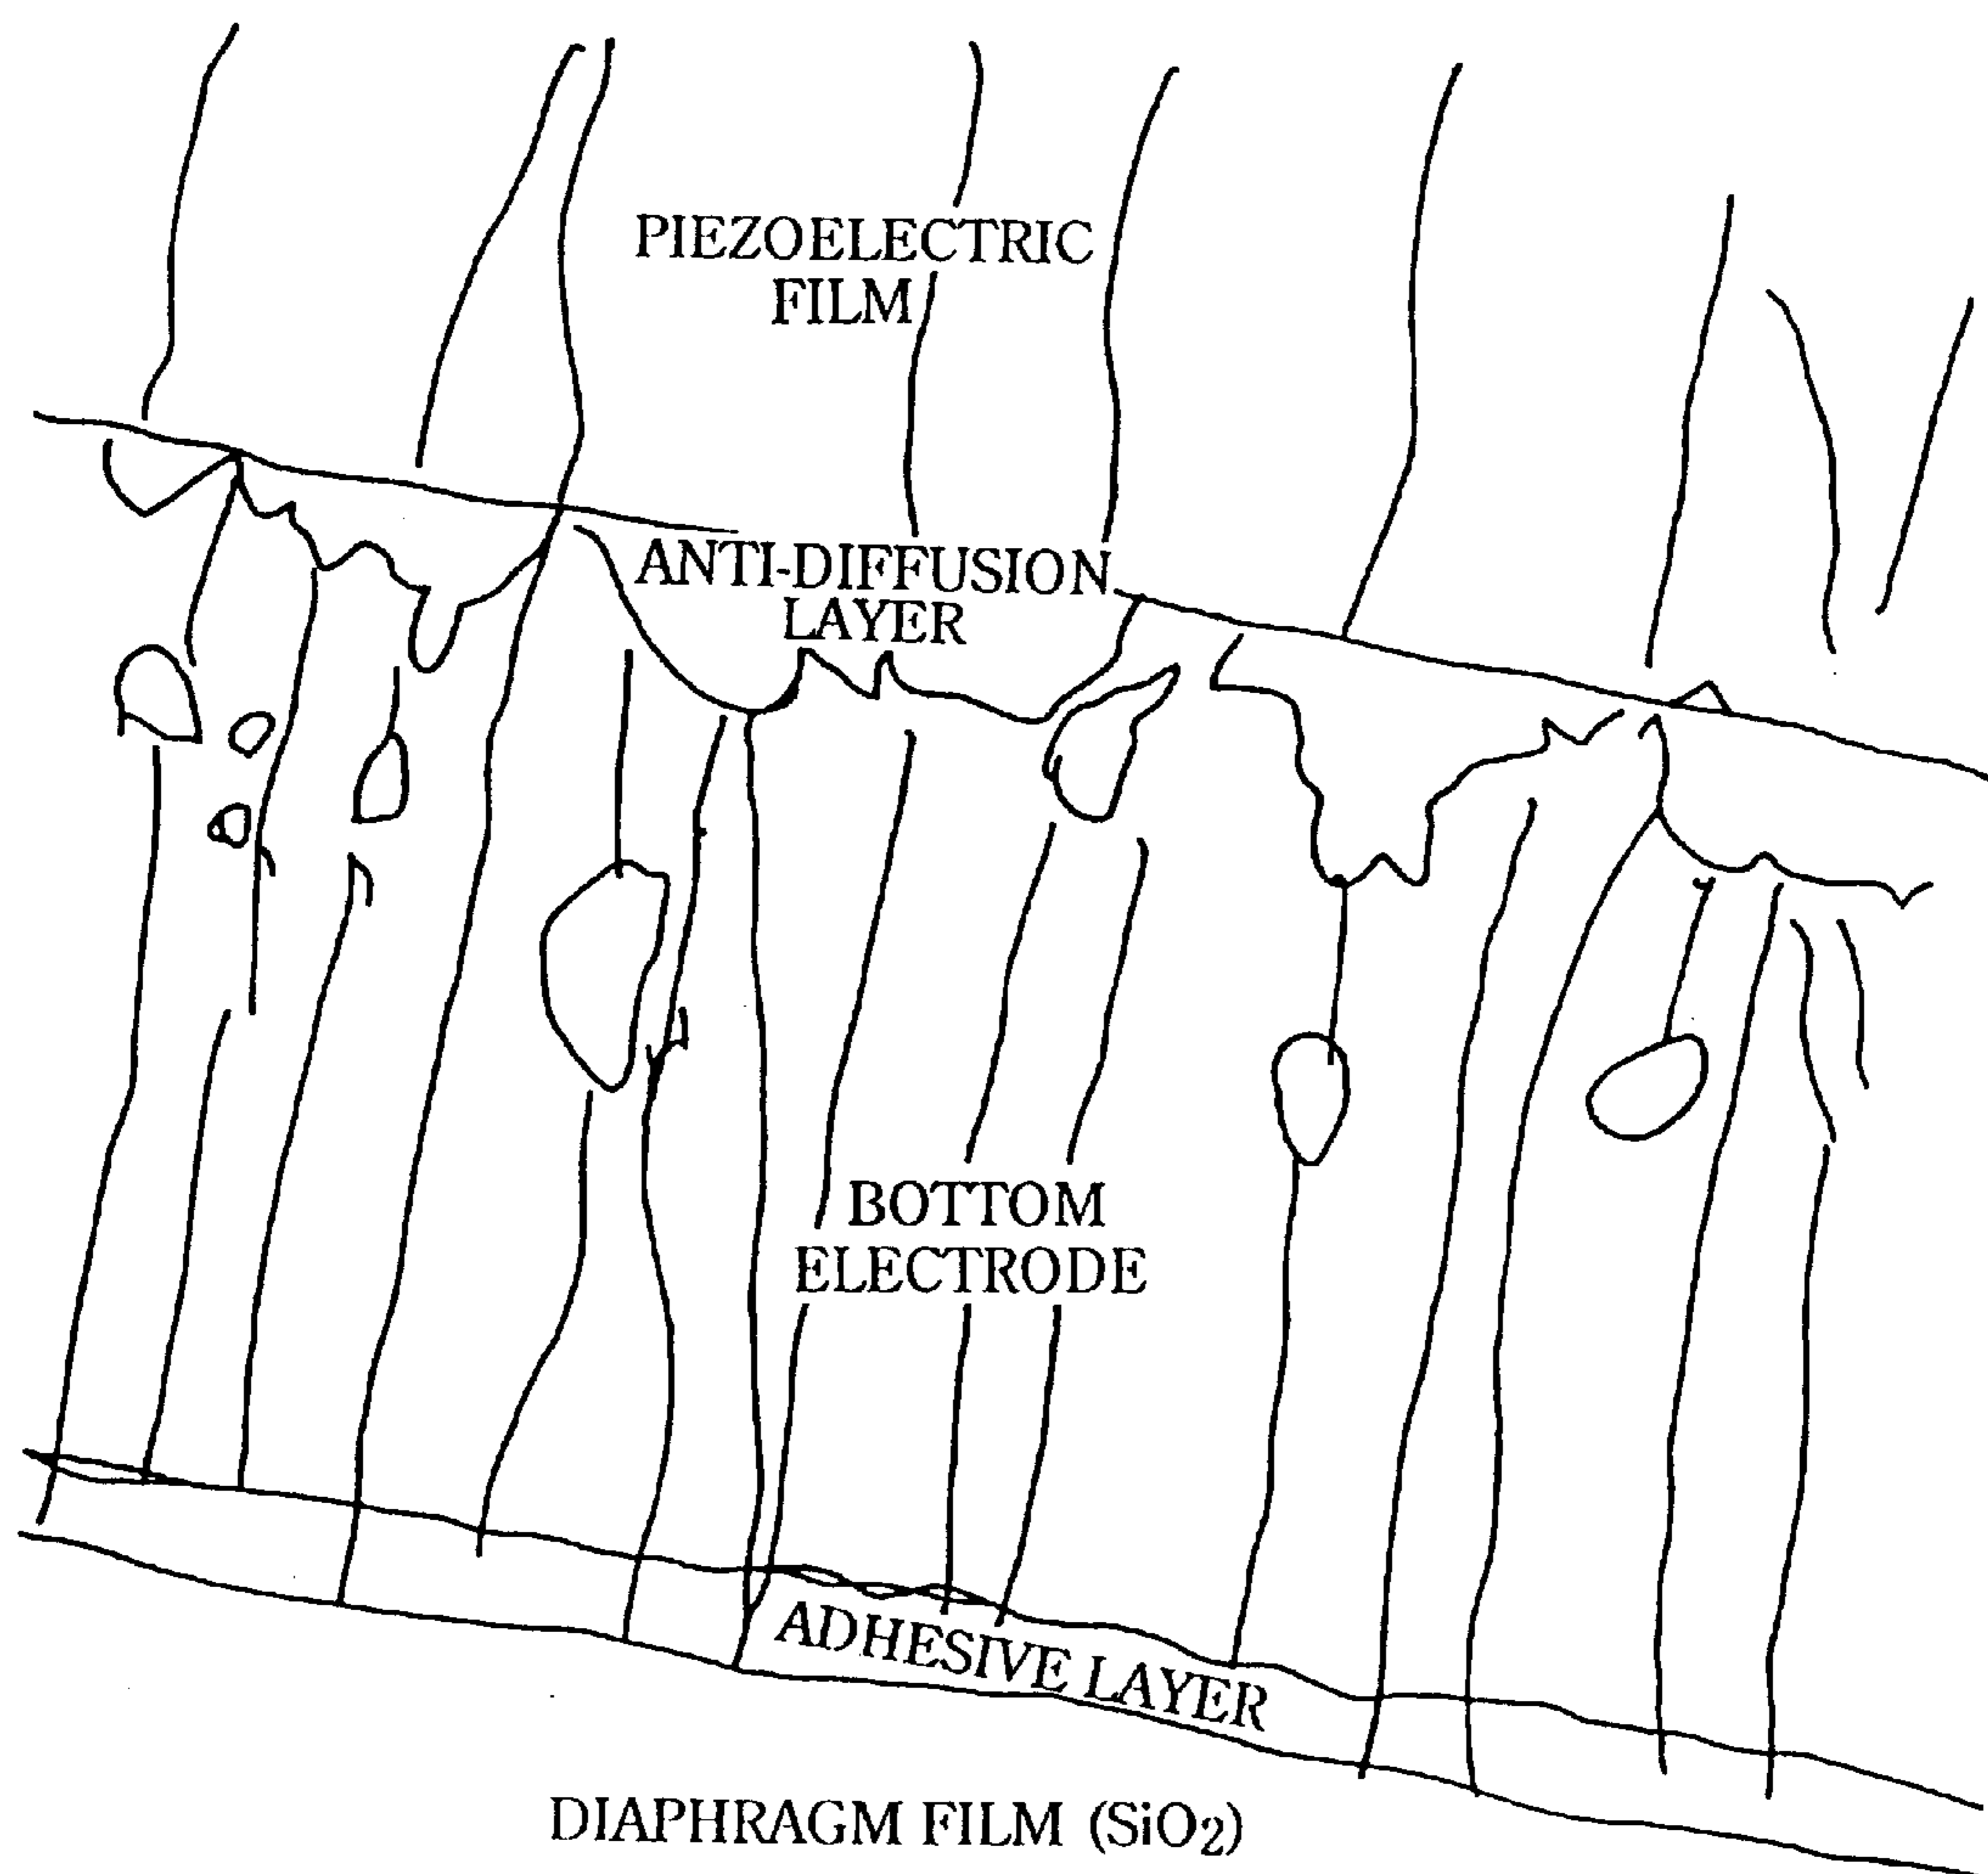 PIEZOELECTRIC
FILM
ANTI-DIFFUSION
LAYER
BOTTOM
ELECTRODE
ADHESIVE LAYER
DIAPHRAGM FILM (SiO₂)